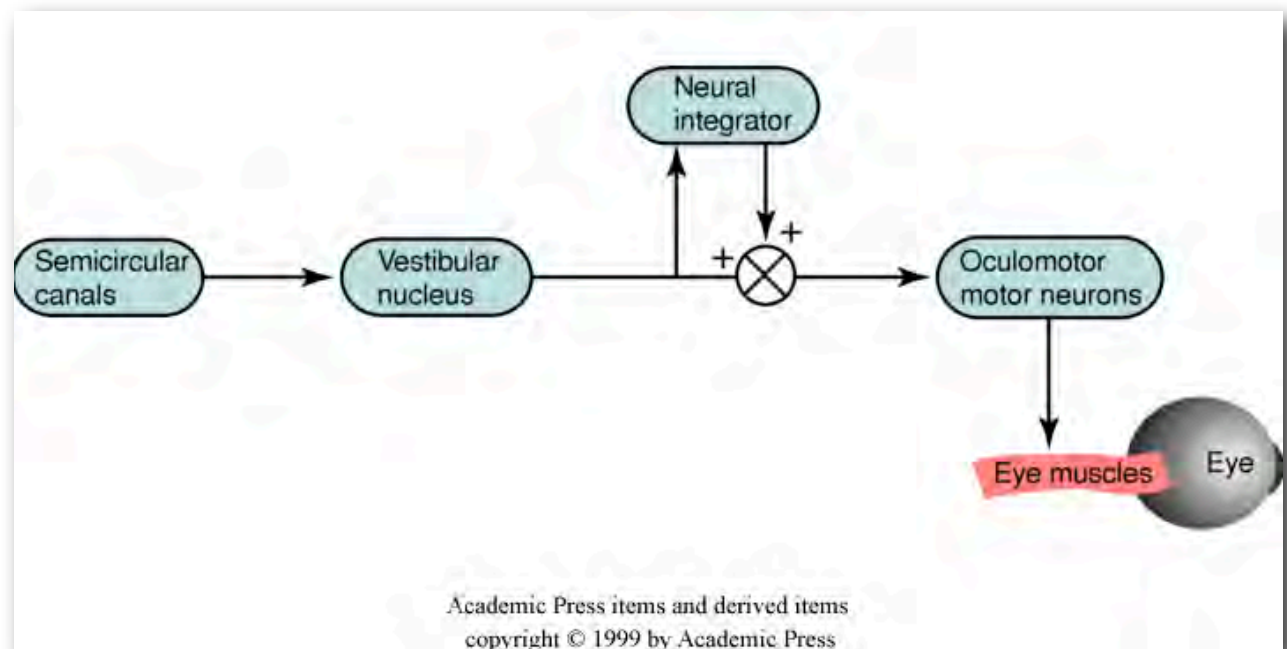 Neural
integrator
Semicircular
canals
Vestibular
nucleus
+
+
Oculomotor
motor neurons
Eye muscles
Eye
Academic Press items and derived items
copyright © 1999 by Academic Press